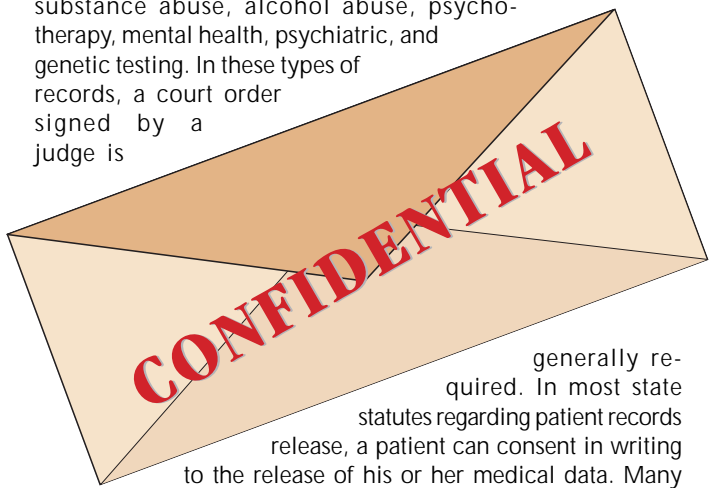 substance abuse, alcohol abuse, psycho-
therapy, mental health, psychiatric, and
genetic testing. In these types of
records, a court order
signed by a
judge is
CONFIDENTIAL
generally re-
quired. In most state
statutes regarding patient records
release, a patient can consent in writing
to the release of his or her medical data. Many